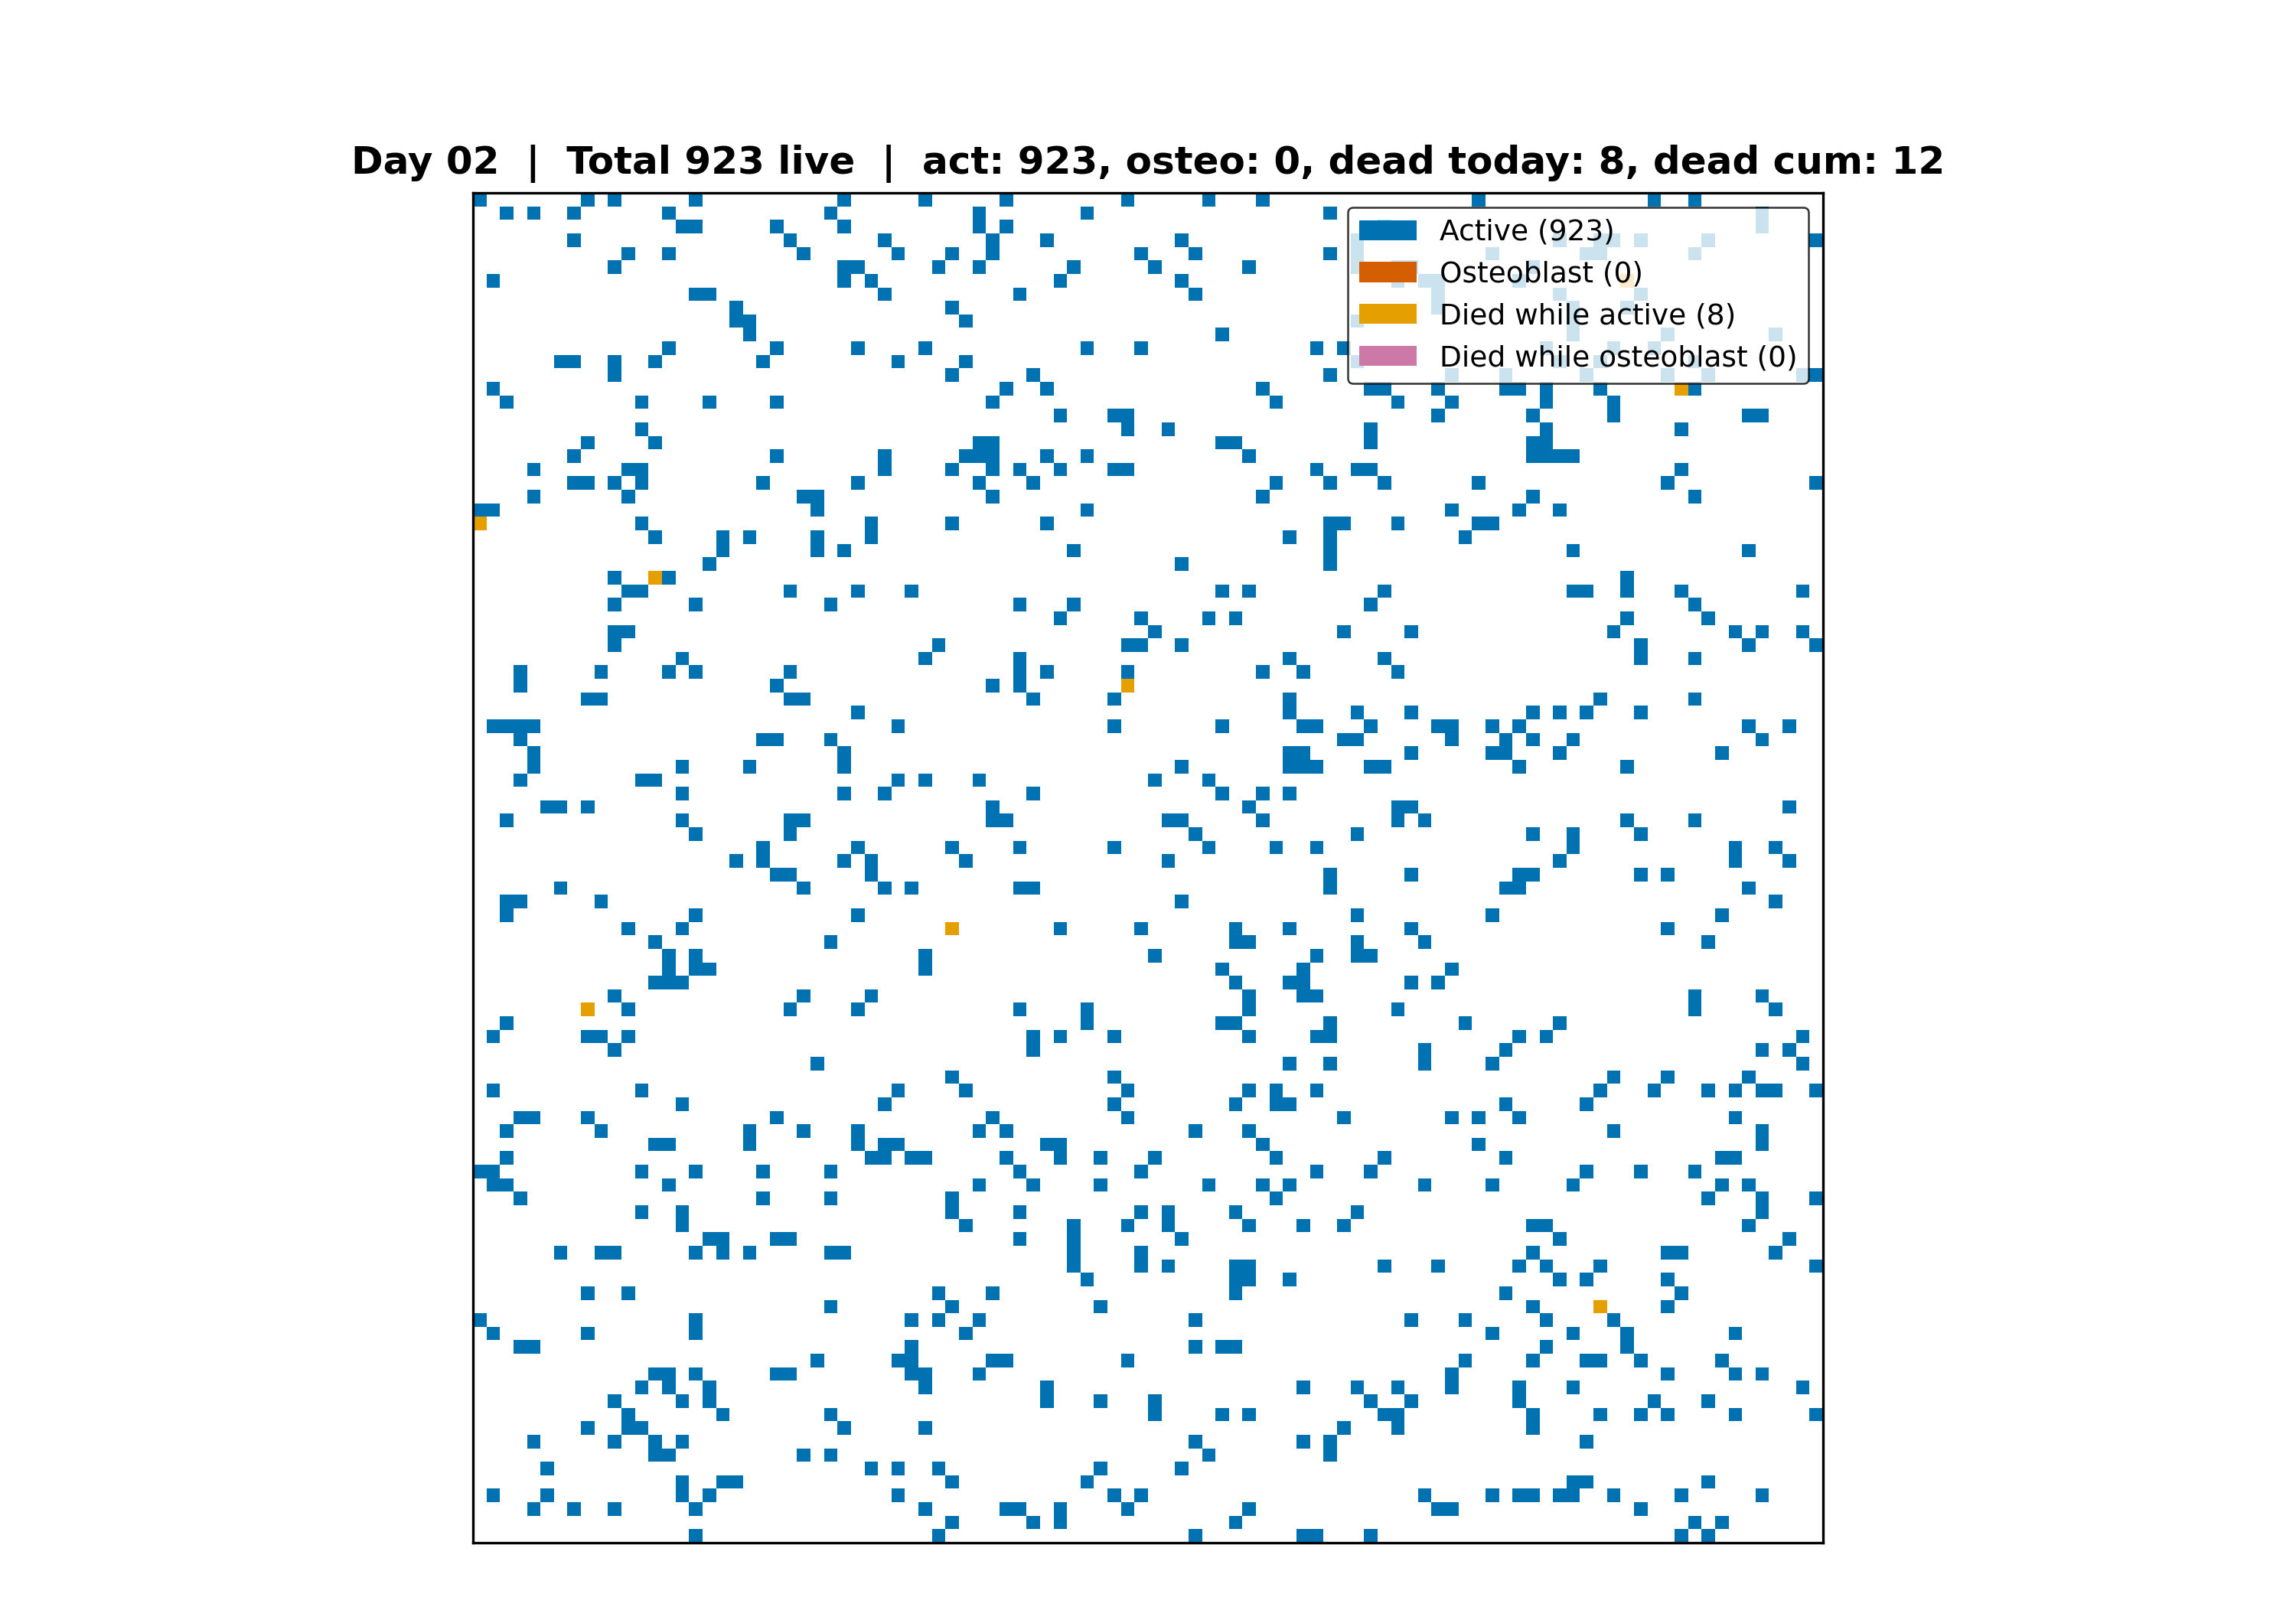 Day 02 | Total 923 live | act: 923, osteo: 0, dead today: 8, dead cum: 12
Active (923)
Osteoblast (0)
Died while active (8)
Died while osteoblast (0)